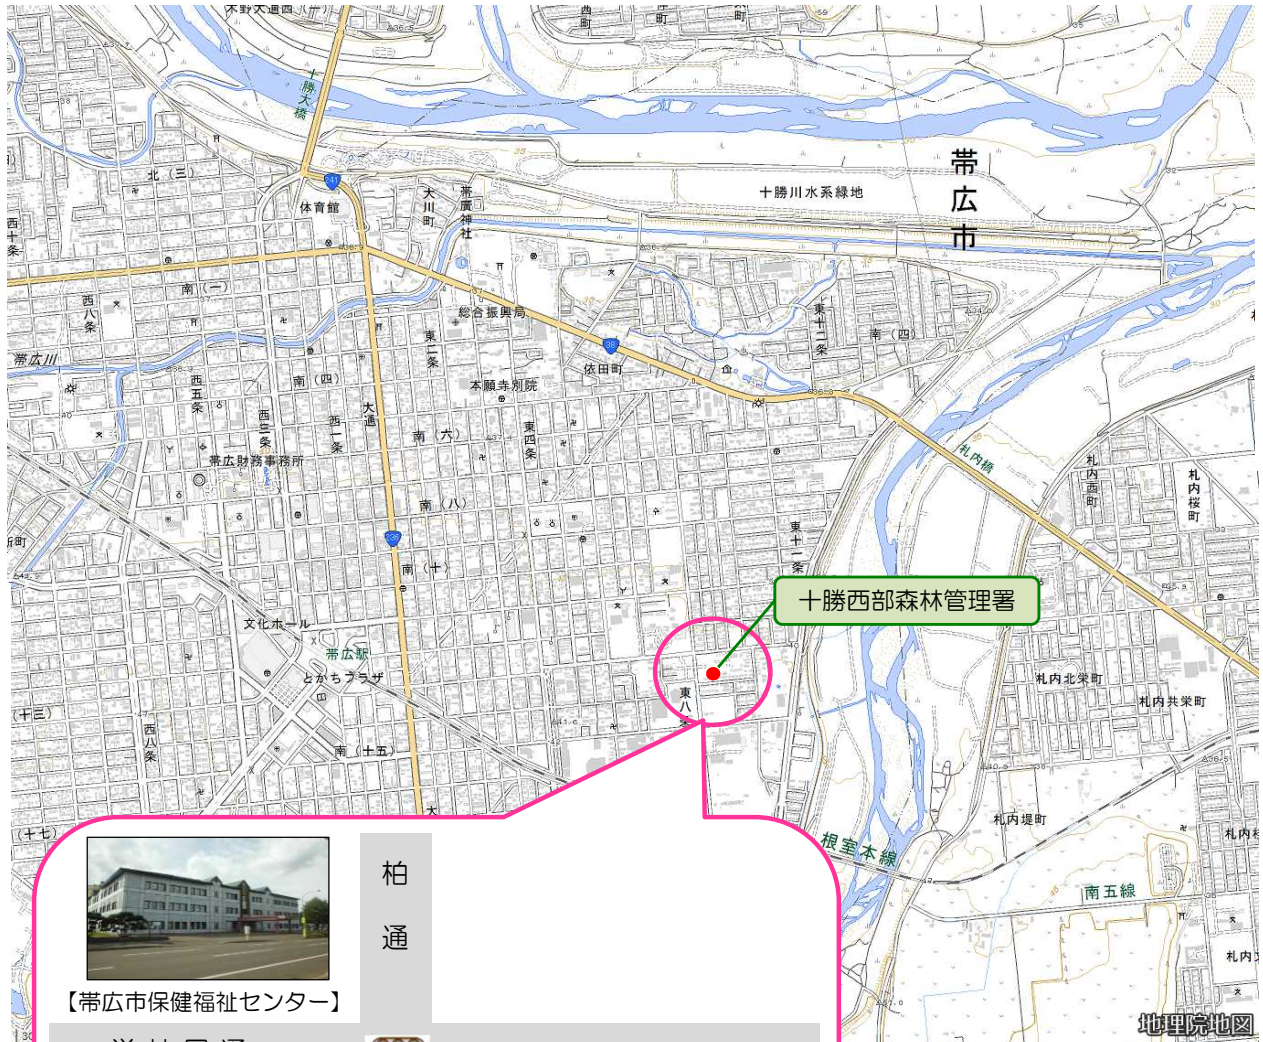 十勝大橋
北(三)
241
体育館
大川町
帯廣神社
十勝川水系緑地
帯広市
西十条
南(一)
西八条
総合振興局
東二条
38
依田町
東十二条
南(四)
帯広川
西五条
南(四)
西三条
西一条
大通
本願寺別院
南(六)
東四条
帯広財務事務所
南(八)
札内橋
札内西町
札内桜町
236
南(十)
東十一条
十勝西部森林管理署
文化ホール
帯広駅
とかちプラザ
東八条
札内北栄町
札内共栄町
(十三)
西八条
南(十五)
(十七)
札内堤町
根室本線
南五線
柏通
【帯広市保健福祉センター】
地理院地図